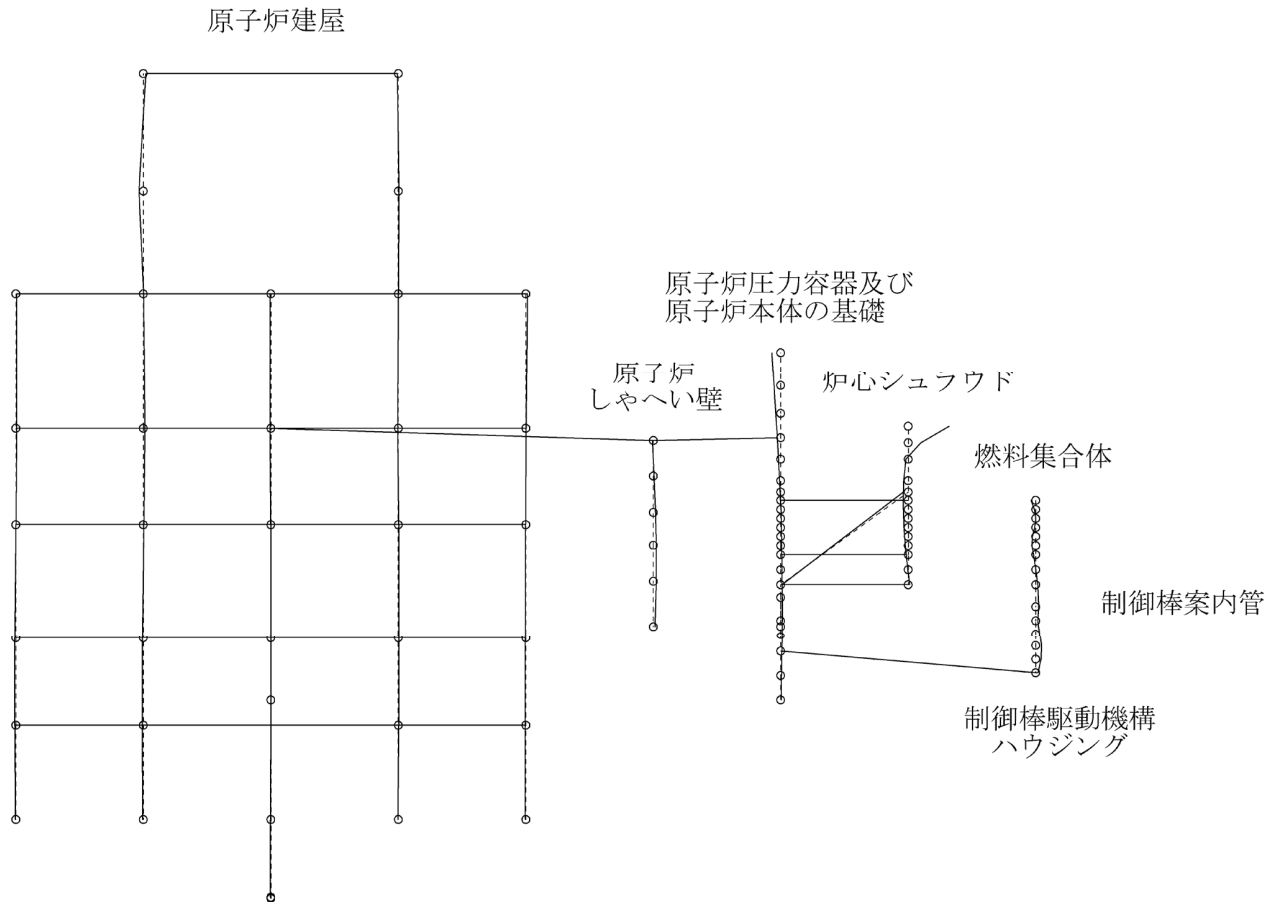 原子炉建屋
原子炉圧力容器及び
原子炉本体の基礎
原了炉
しゃへい壁
炉心シュラウド
燃料集合体
制御棒案内管
制御棒駆動機構
ハウジング